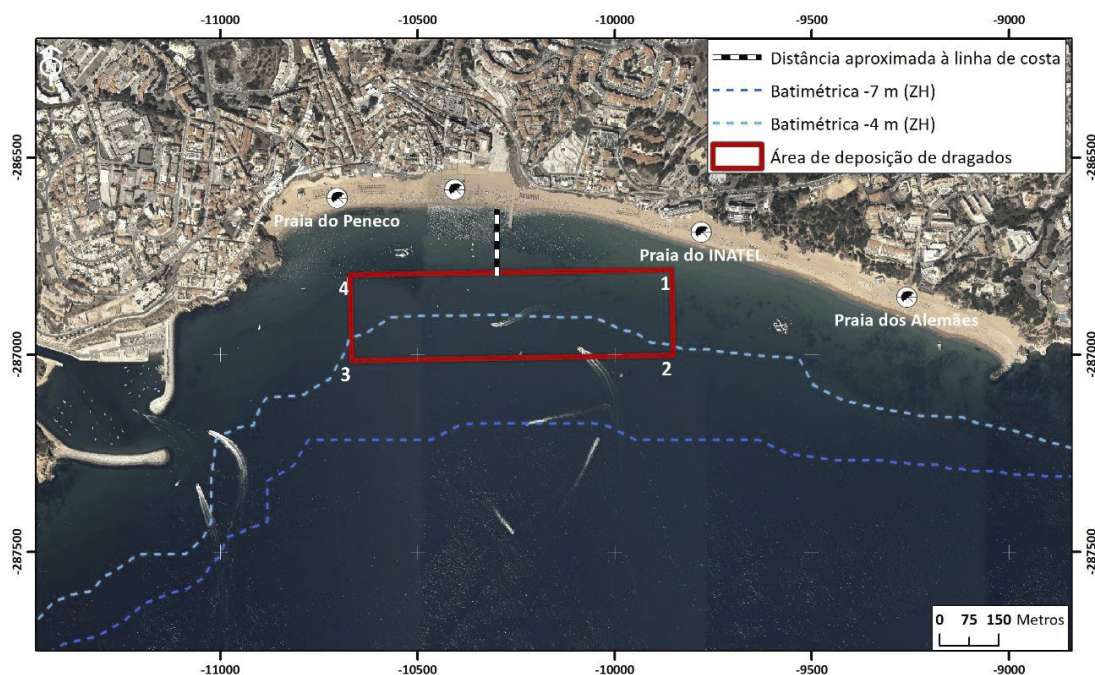 -11000
-10500
-10000
-9500
-9000
Distância aproximada à linha de costa
Batimétrica -7 m (ZH)
Batimétrica -4 m (ZH)
Área de deposição de dragados
-286500
-286500
Praia do Peneco
Praia do INATEL
4
1
Praia dos Alemães
-287000
-287000
3
2
-287500
-287500
0 75 150 Metros
-11000
-10500
-10000
-9500
-9000